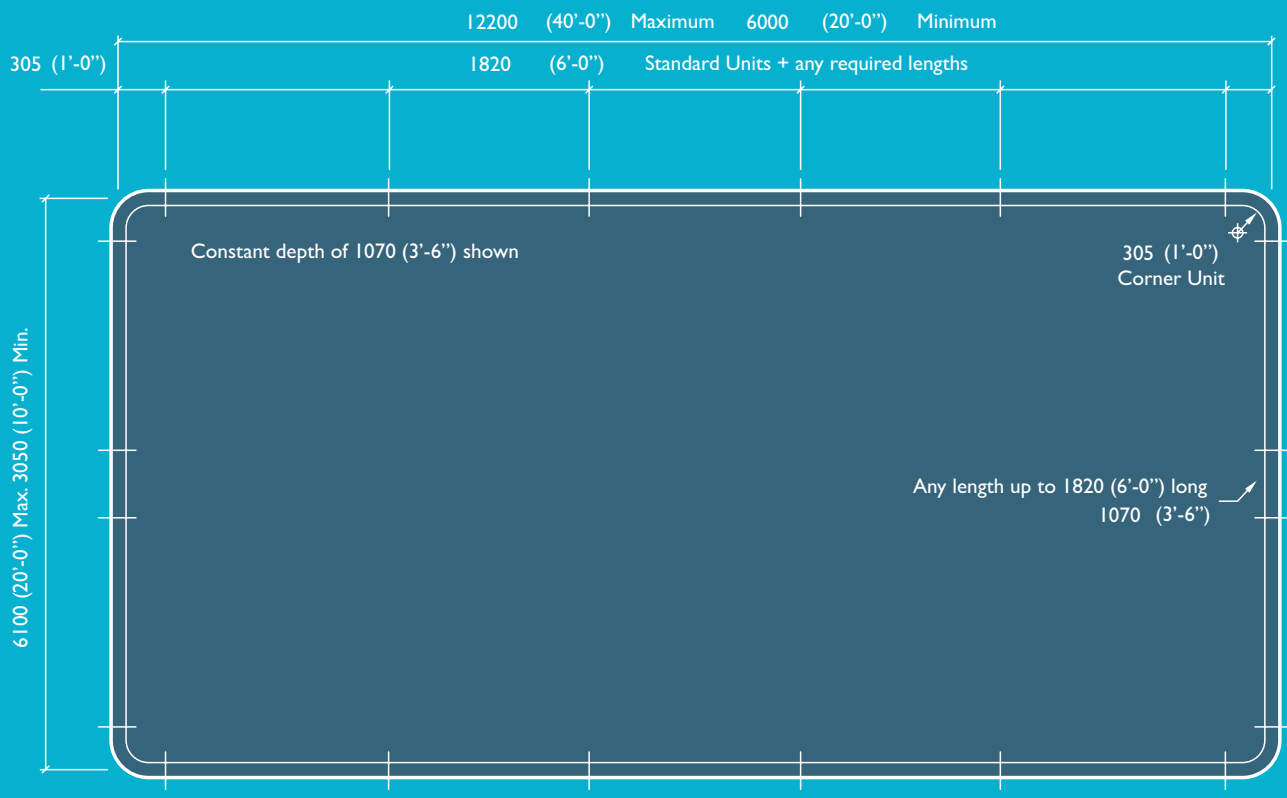 12200 (40’-0”) Maximum 6000 (20’-0”) Minimum
305 (1’-0”)
1820 (6’-0”) Standard Units + any required lengths
Constant depth of 1070 (3’-6”) shown
305 (1’-0”)
Corner Unit
6100 (20’-0”) Max. 3050 (10’-0”) Min.
Any length up to 1820 (6’-0”) long
1070 (3’-6”)